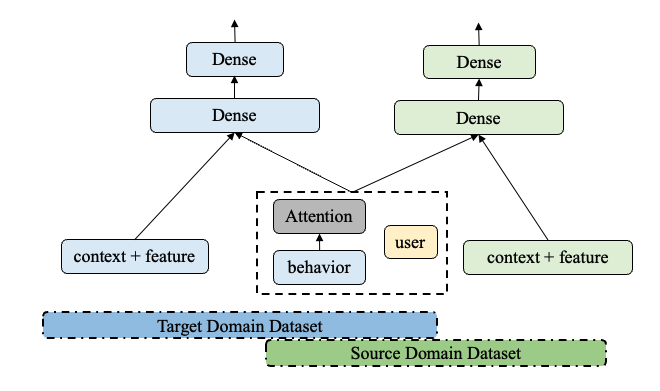 Dense
Dense
Dense
Dense
Attention
user
context + feature
behavior
context + feature
Target Domain Dataset
Source Domain Dataset